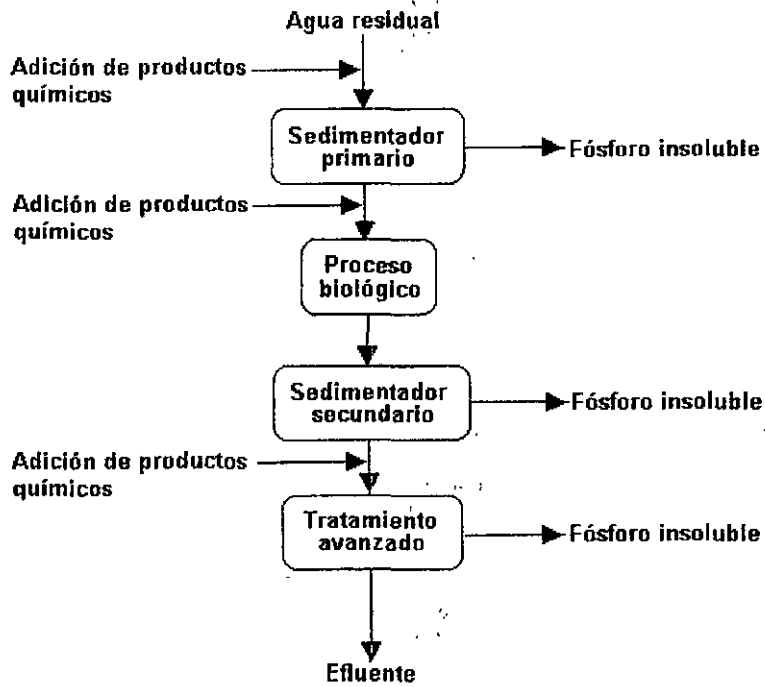 Agua residual
Adición de productos
químicos
Sedimentador
primario
Fósforo insoluble
Adición de productos
químicos
Proceso
biológico
Sedimentador
secundario
Fósforo insoluble
Adición de productos
químicos
Tratamiento
avanzado
Fósforo insoluble
Efluente